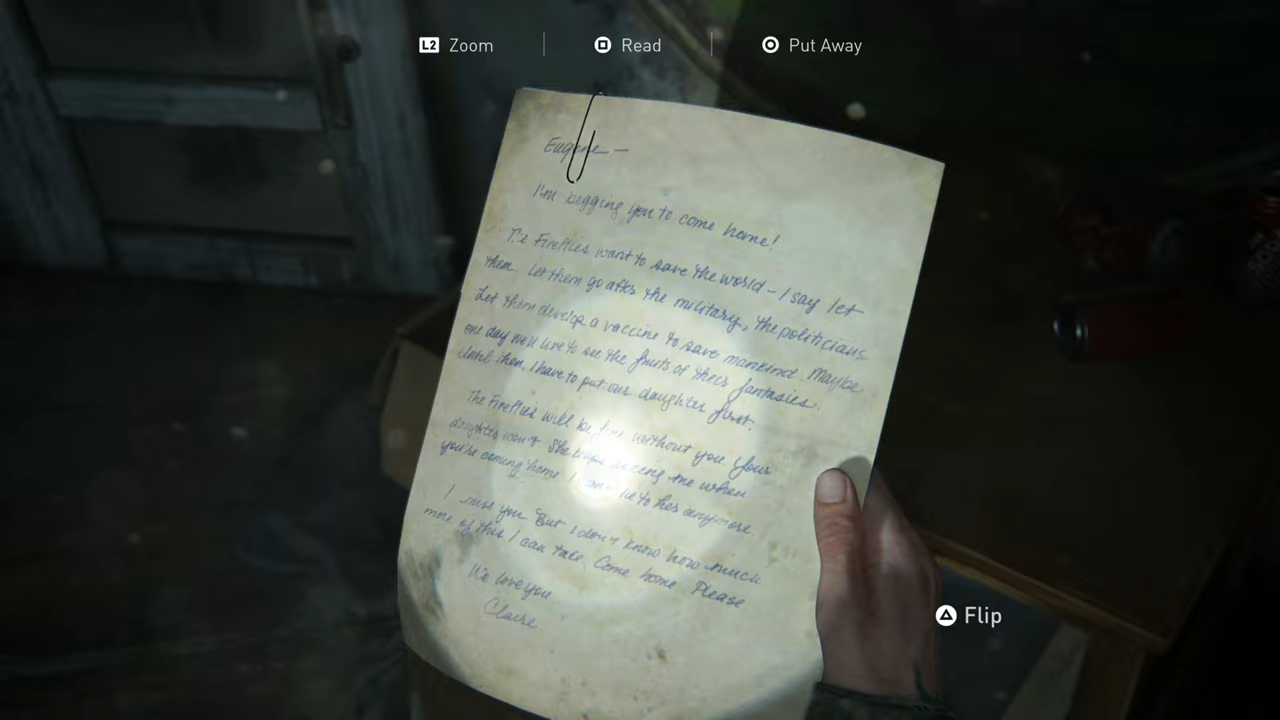 L2 Zoom
Read
Put Away
Eugene —
I'm begging you to come home!
The Fireflies want to save the world - I say let
them. Let them go after the military, the politicians.
Let them develop a vaccine to save mankind. Maybe
one day we'll live to see the fruits of their fantasies.
Until then, I have to put our daughter first.
The Fireflies will be fine without you. Your
daughter won't. She keeps asking me when
you're coming home. I can't lie to her anymore
I miss you. But I don't know how much
more of this I can take. Come home. Please
We love you
Claire
Flip